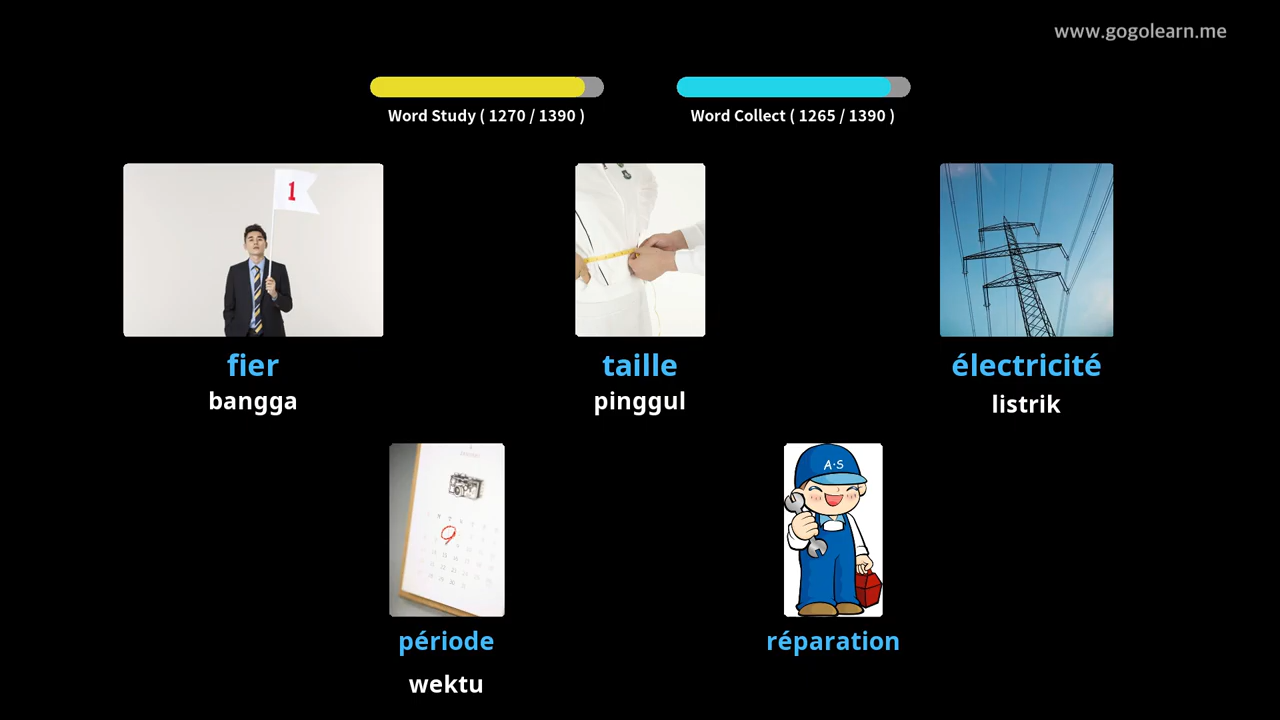 www.gogolearn.me
Word Study ( 1270 / 1390 )
Word Collect ( 1265 / 1390 )
1
fier
bangga
taille
pinggul
électricité
listrik
A·S
période
wektu
réparation